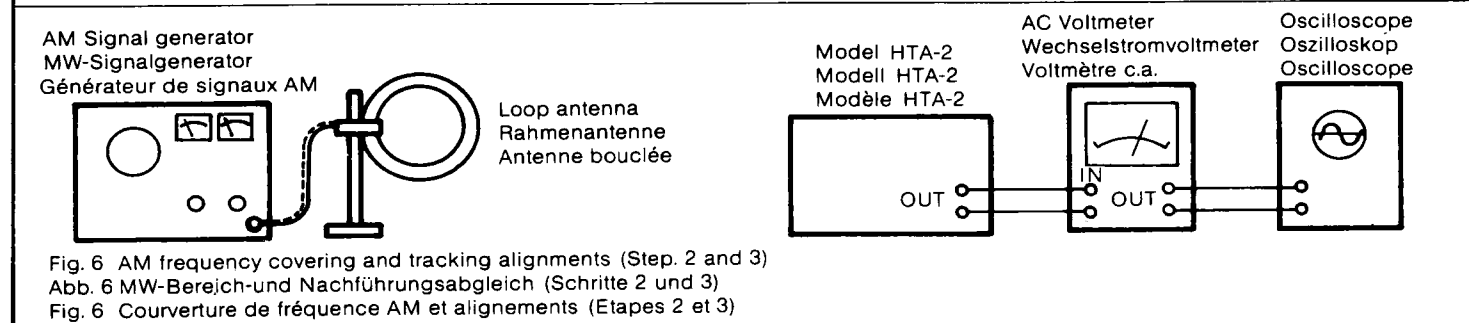 AM Signal generator
MW-Signalgenerator
Générateur de signaux AM
Loop antenna
Rahmenantenne
Antenne bouclée
Model HTA-2
Modell HTA-2
Modèle HTA-2
OUT
AC Voltmeter
Wechselstromvoltmeter
Voltmètre c.a.
IN
OUT
Oscilloscope
Oszilloskop
Oscilloscope
Fig. 6 AM frequency covering and tracking alignments (Step. 2 and 3)
Abb. 6 MW-Bereich-und Nachführungsabgleich (Schritte 2 und 3)
Fig. 6 Courverture de fréquence AM et alignements (Etapes 2 et 3)